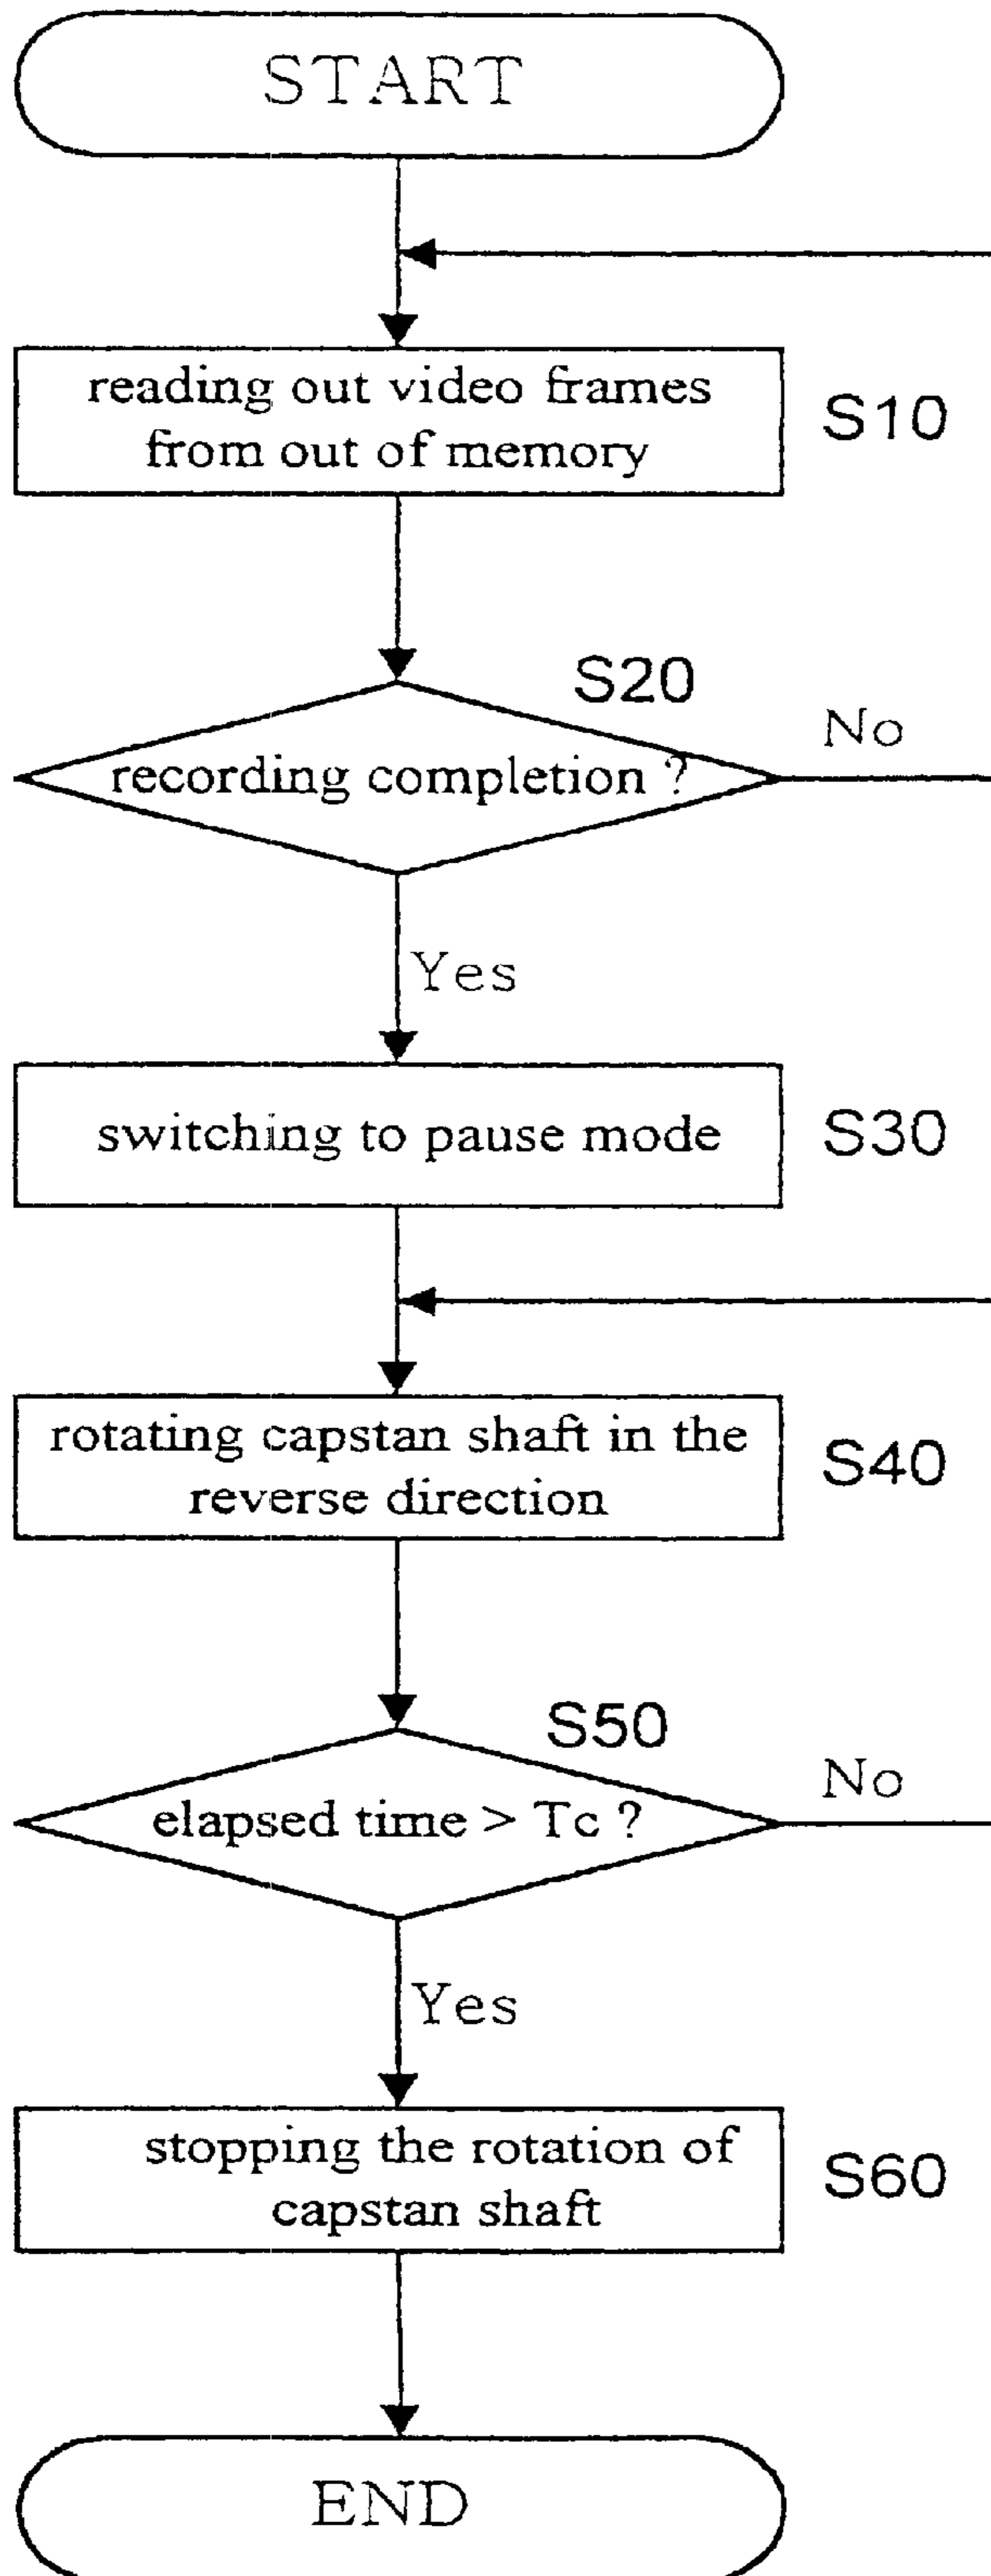 START
reading out video frames
from out of memory
S10
S20
recording completion ?
No
Yes
switching to pause mode
S30
rotating capstan shaft in the
reverse direction
S40
S50
elapsed time > Tc ?
No
Yes
stopping the rotation of
capstan shaft
S60
END